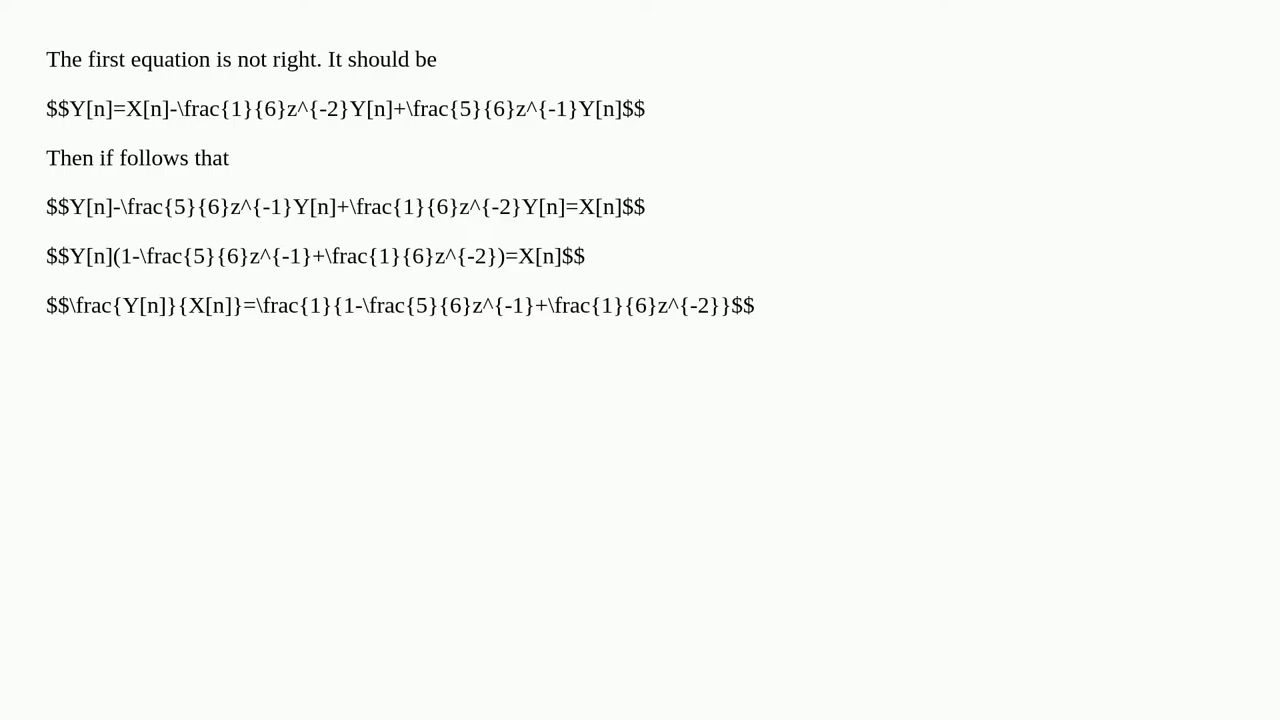 The first equation is not right. It should be
$$Y[n]=X[n]-\frac{1}{6}z^{-2}Y[n]+\frac{5}{6}z^{-1}Y[n]$$
Then if follows that
$$Y[n]-\frac{5}{6}z^{-1}Y[n]+\frac{1}{6}z^{-2}Y[n]=X[n]$$
$$Y[n](1-\frac{5}{6}z^{-1}+\frac{1}{6}z^{-2})=X[n]$$
$$\frac{Y[n]}{X[n]}=\frac{1}{1-\frac{5}{6}z^{-1}+\frac{1}{6}z^{-2}}$$